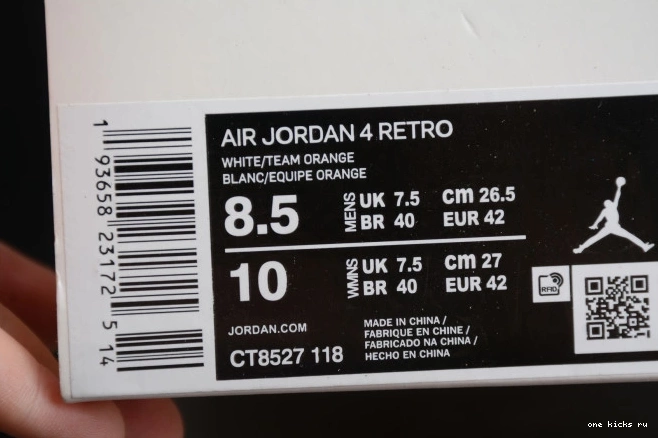 1 93658 23172 5 14
AIR JORDAN 4 RETRO
WHITE/TEAM ORANGE
BLANC/EQUIPE ORANGE
8.5 MENS UK 7.5 cm 26.5
BR 40 EUR 42
10 WMNS UK 7.5 cm 27
BR 40 EUR 42
RFID
JORDAN.COM
CT8527 118
MADE IN CHINA /
FABRIQUE EN CHINE /
FABRICADO NA CHINA /
HECHO EN CHINA
one kicks ru